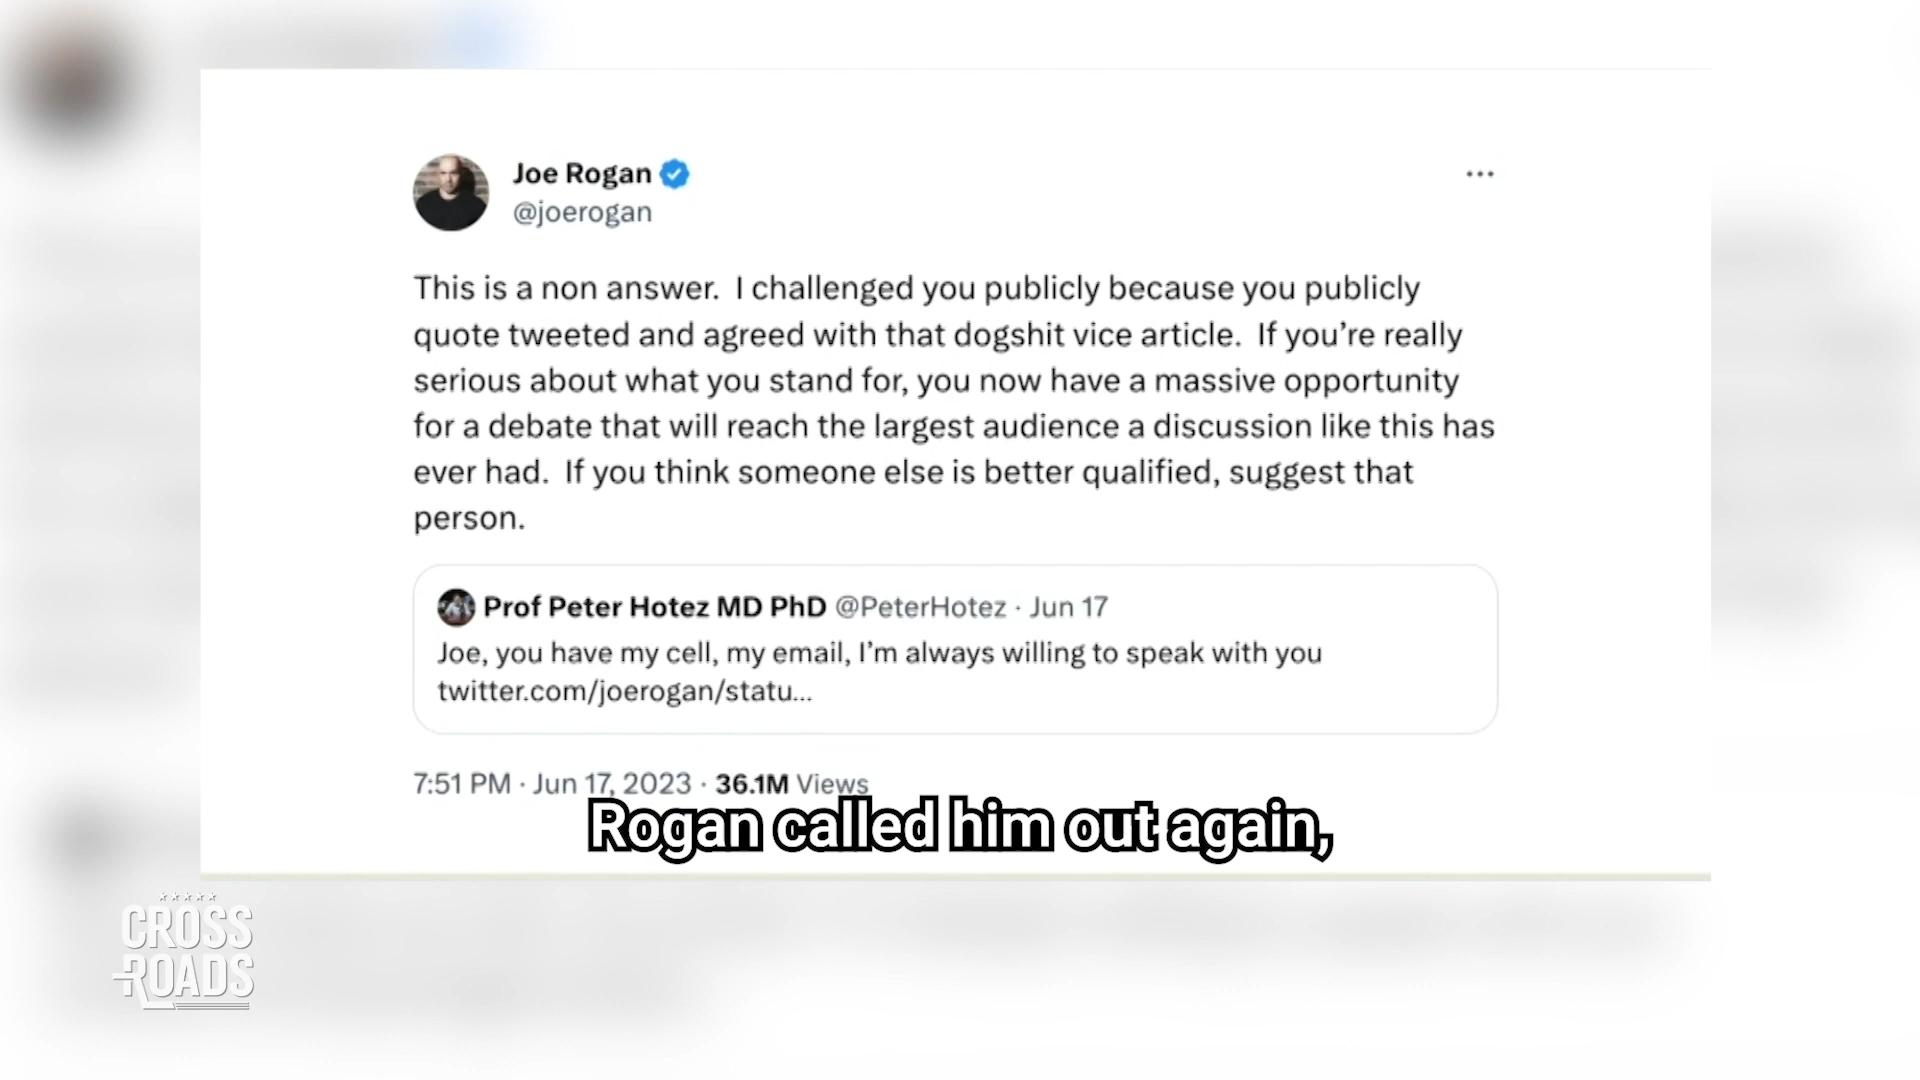 Joe Rogan
@joerogan
This is a non answer. I challenged you publicly because you publicly
quote tweeted and agreed with that dogshit vice article. If you’re really
serious about what you stand for, you now have a massive opportunity
for a debate that will reach the largest audience a discussion like this has
ever had. If you think someone else is better qualified, suggest that
person.
Prof Peter Hotez MD PhD @PeterHotez · Jun 17
Joe, you have my cell, my email, I’m always willing to speak with you
twitter.com/joerogan/statu...
7:51 PM · Jun 17, 2023 · 36.1M Views
Rogan called him out again,
CROSS
ROADS